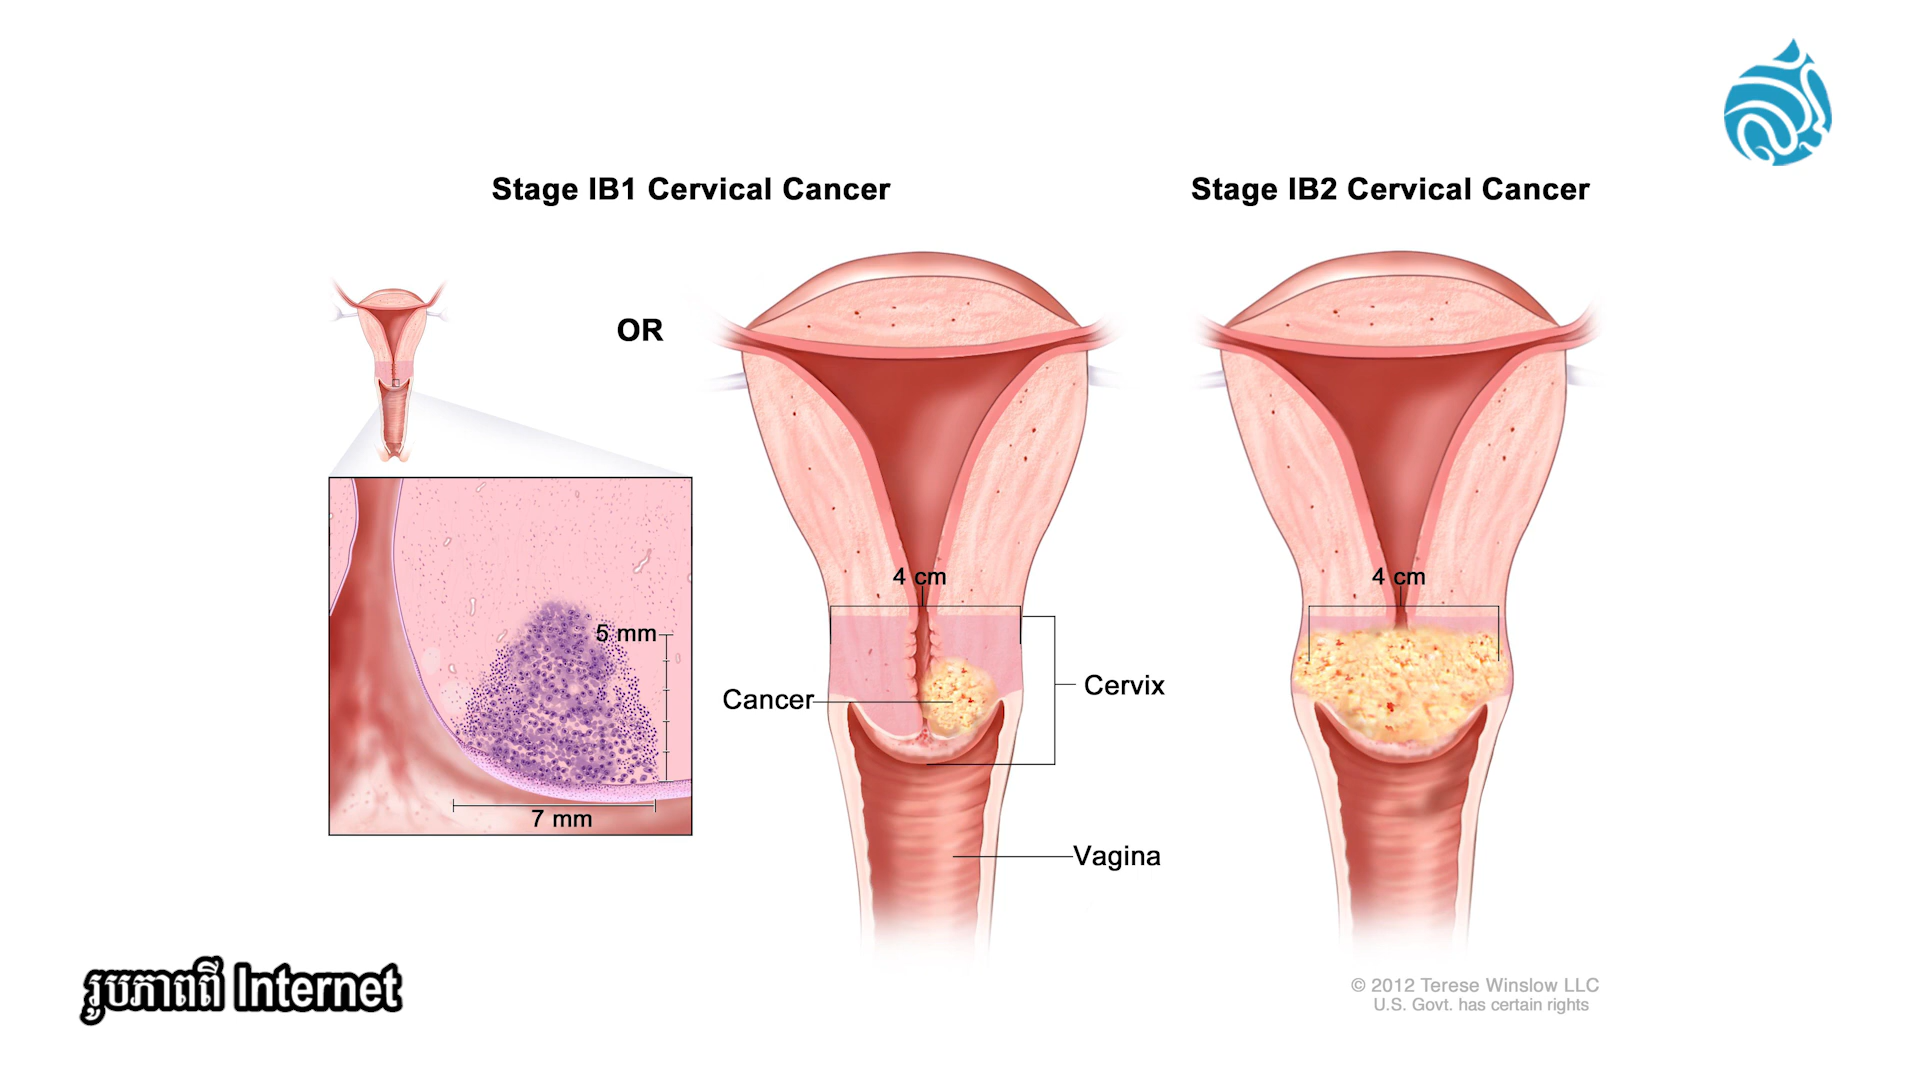 Stage IB1 Cervical Cancer
Stage IB2 Cervical Cancer
OR
4 cm
4 cm
5 mm
Cancer
Cervix
7 mm
Vagina
រូបភាពពី Internet
© 2012 Terese Winslow LLC
U.S. Govt. has certain rights